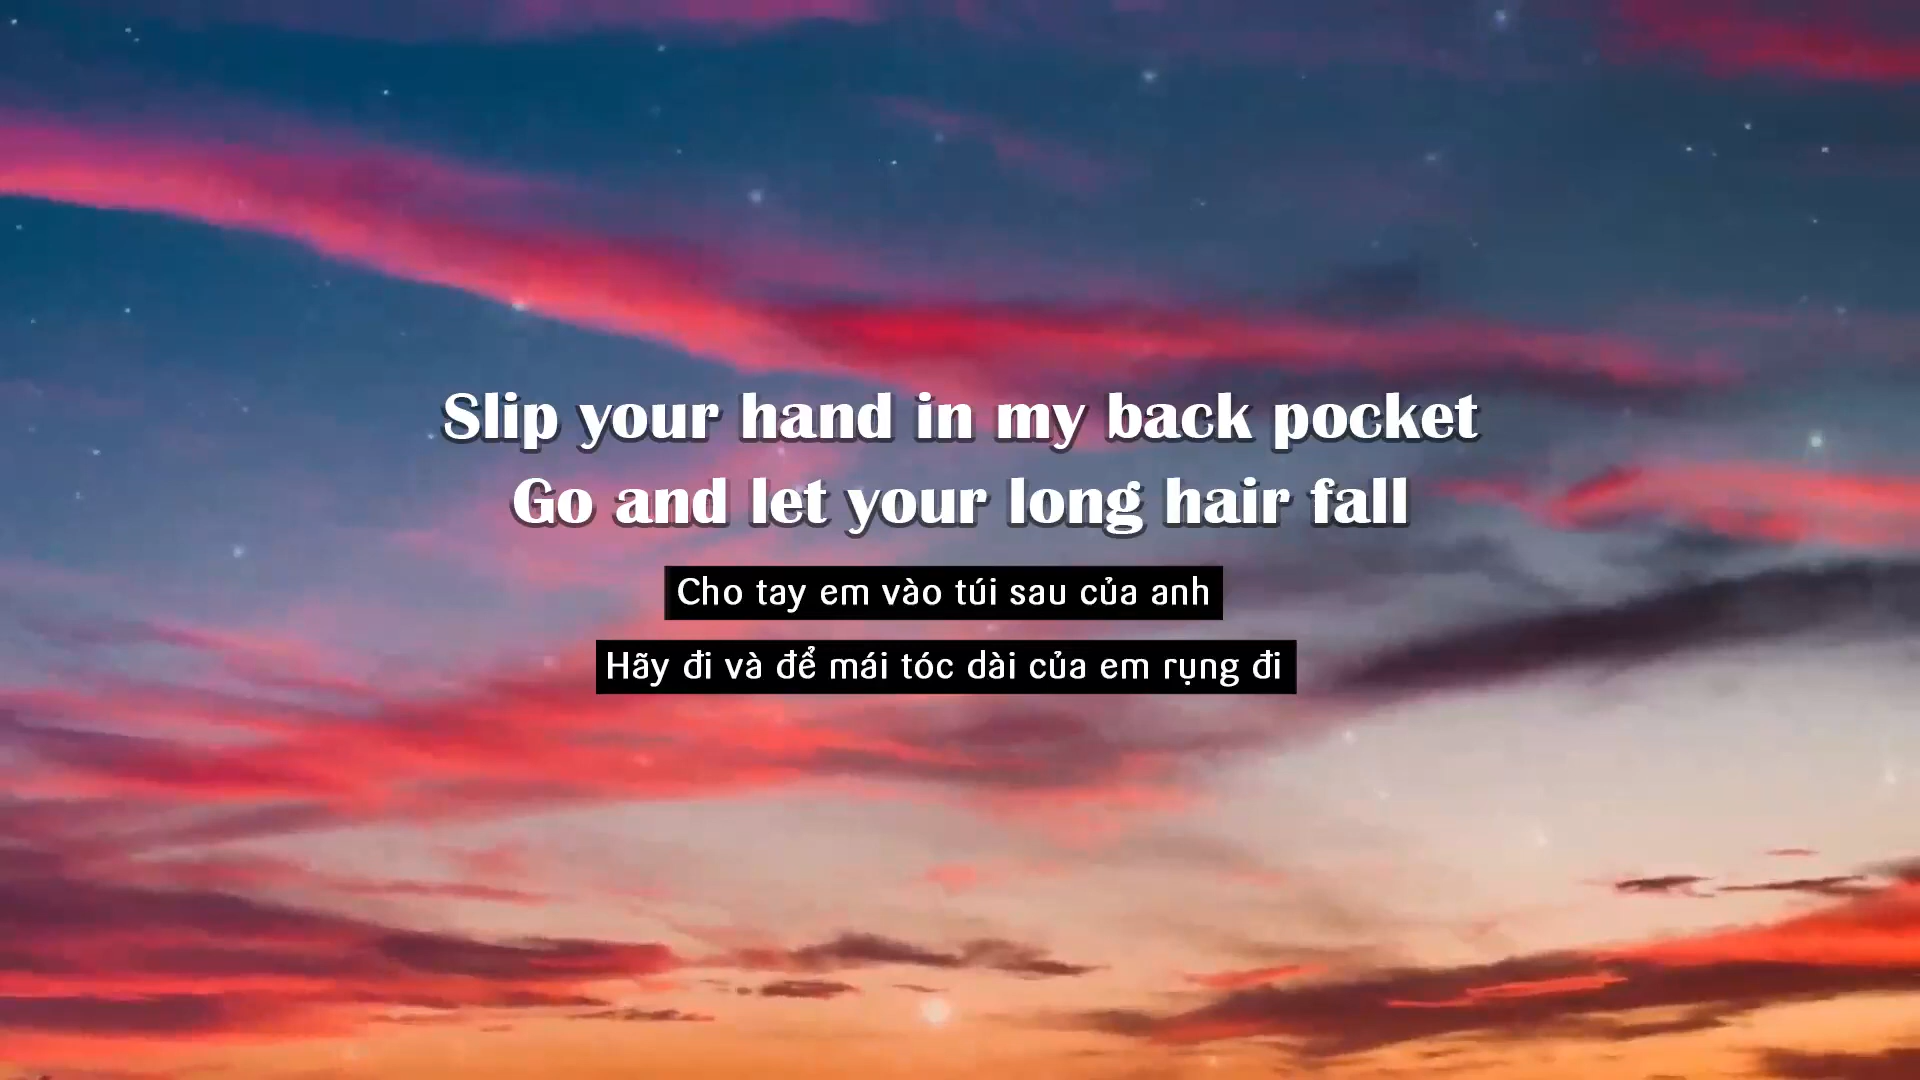 Slip your hand in my back pocket
Go and let your long hair fall
Cho tay em vào túi sau của anh
Hãy đi và để mái tóc dài của em rụng đi